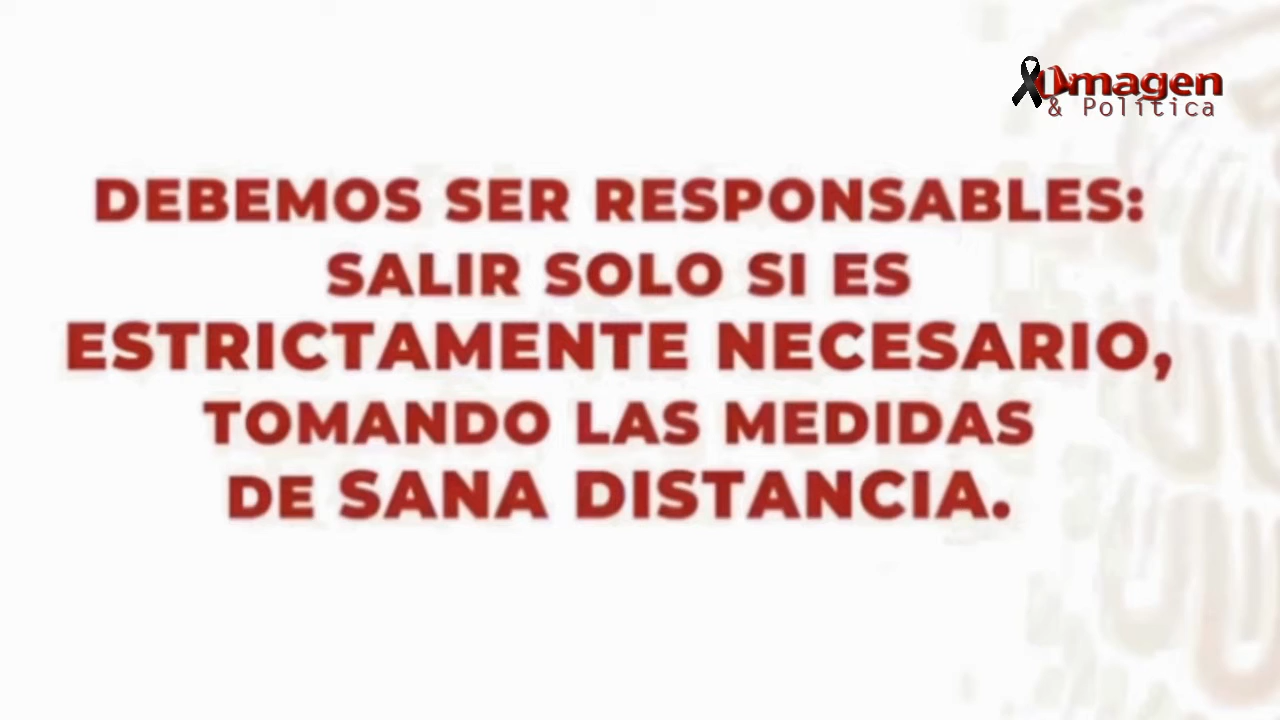 Imagen
& Política
DEBEMOS SER RESPONSABLES:
SALIR SOLO SI ES
ESTRICTAMENTE NECESARIO,
TOMANDO LAS MEDIDAS
DE SANA DISTANCIA.